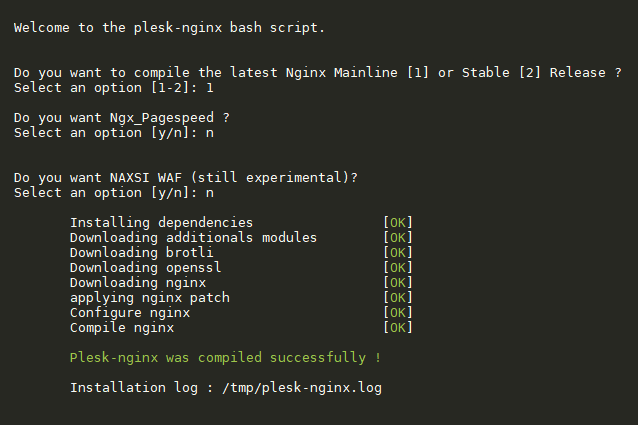 Welcome to the plesk-nginx bash script.
Do you want to compile the latest Nginx Mainline [1] or Stable [2] Release ?
Select an option [1-2]: 1
Do you want Ngx_Pagespeed ?
Select an option [y/n]: n
Do you want NAXSI WAF (still experimental)?
Select an option [y/n]: n
Installing dependencies [OK]
Downloading additionals modules [OK]
Downloading brotli [OK]
Downloading openssl [OK]
Downloading nginx [OK]
applying nginx patch [OK]
Configure nginx [OK]
Compile nginx [OK]
Plesk-nginx was compiled successfully !
Installation log : /tmp/plesk-nginx.log